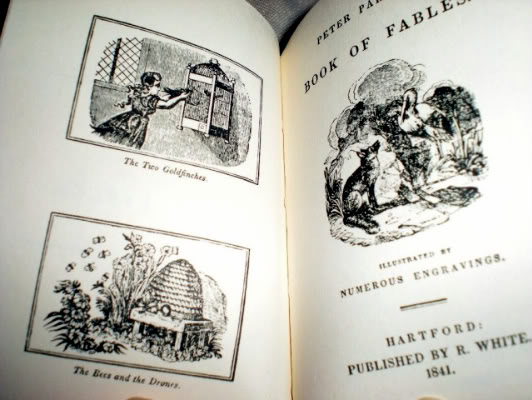 The Two Goldfinches.
The Bees and the Drones.
PETER
BOOK OF FABLES.
ILLUSTRATED BY
NUMEROUS ENGRAVINGS.
HARTFORD:
PUBLISHED BY R. WHITE.
1841.